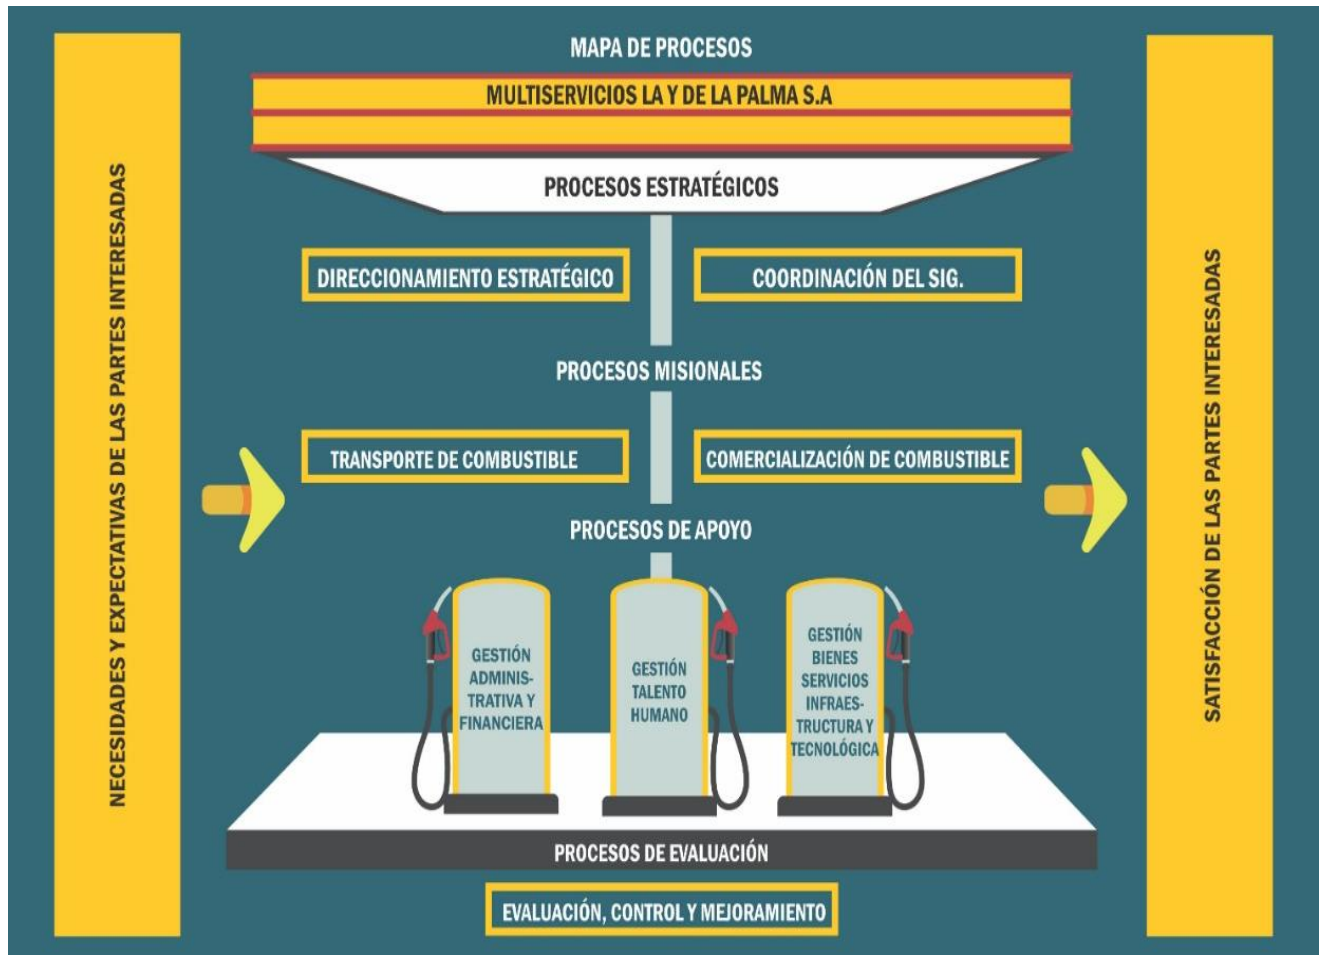 MAPA DE PROCESOS
MULTISERVICIOS LA Y DE LA PALMA S.A
PROCESOS ESTRATÉGICOS
NECESIDADES Y EXPECTATIVAS DE LAS PARTES INTERESADAS
DIRECCIONAMIENTO ESTRATÉGICO
COORDINACIÓN DEL SIG.
PROCESOS MISIONALES
TRANSPORTE DE COMBUSTIBLE
COMERCIALIZACIÓN DE COMBUSTIBLE
PROCESOS DE APOYO
GESTIÓN
ADMINIS-
TRATIVA Y
FINANCIERA
GESTIÓN
TALENTO
HUMANO
GESTIÓN
BIENES
SERVICIOS
INFRAES-
TRUCTURA Y
TECNOLÓGICA
PROCESOS DE EVALUACIÓN
EVALUACIÓN, CONTROL Y MEJORAMIENTO
SATISFACCIÓN DE LAS PARTES INTERESADAS